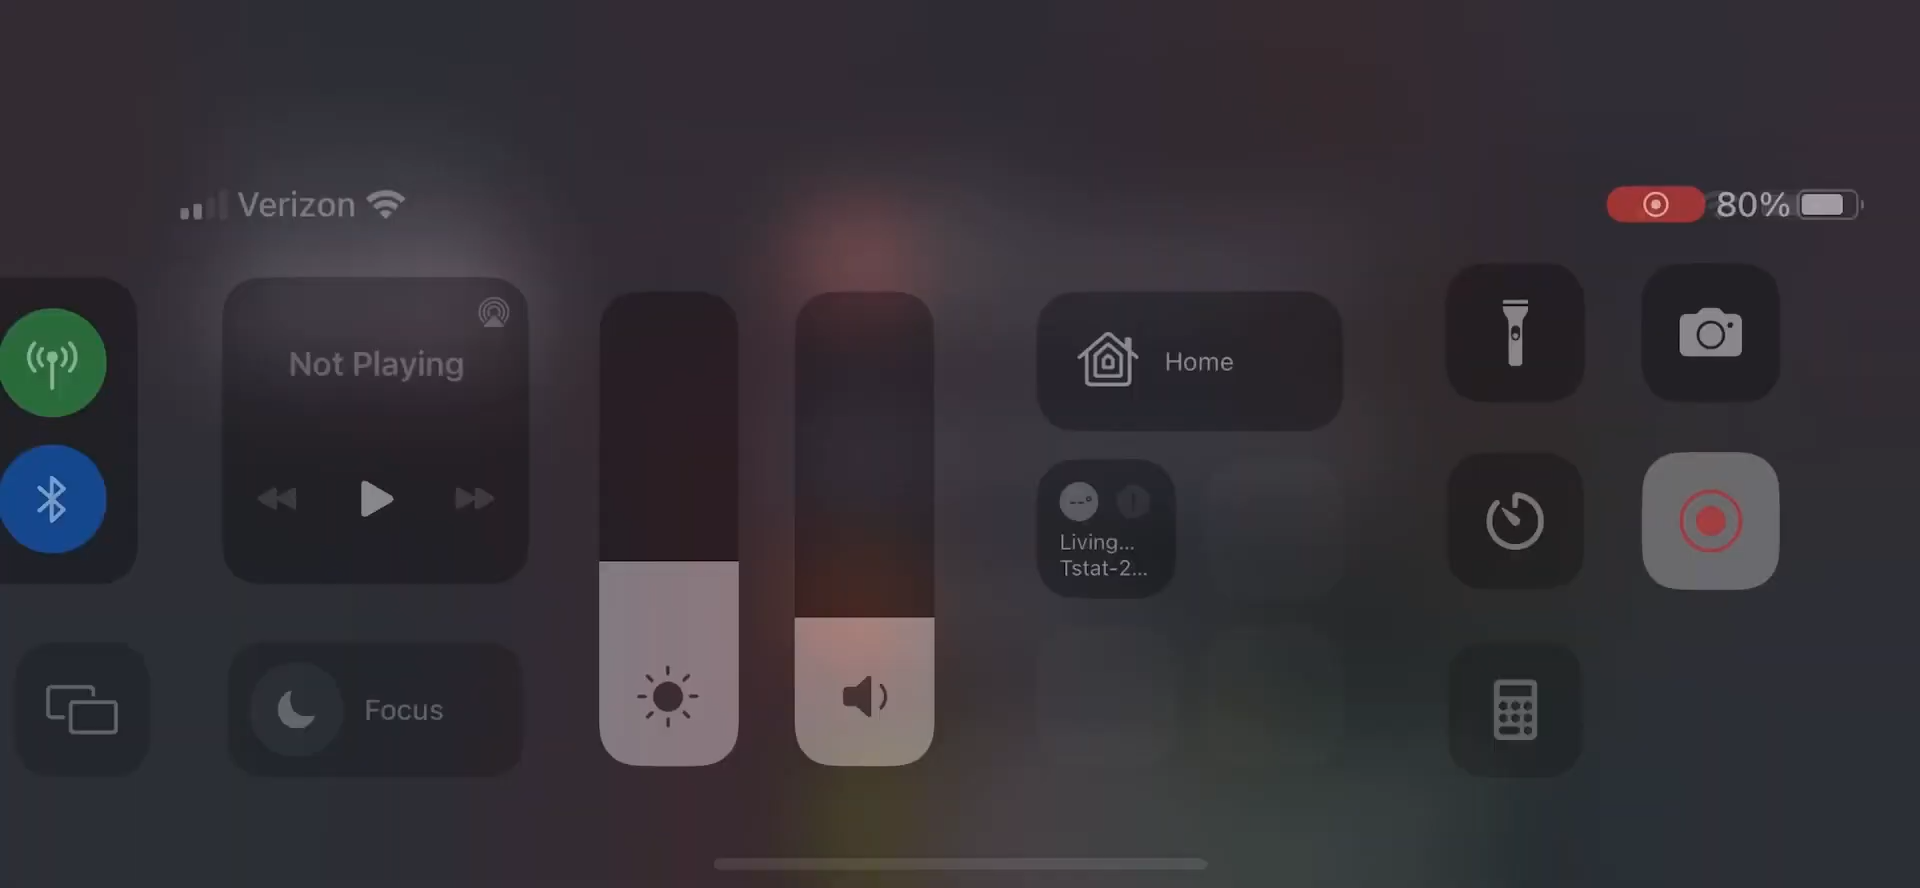 Verizon
80%
Not Playing
Home
--°
Living...
Tstat-2...
Focus